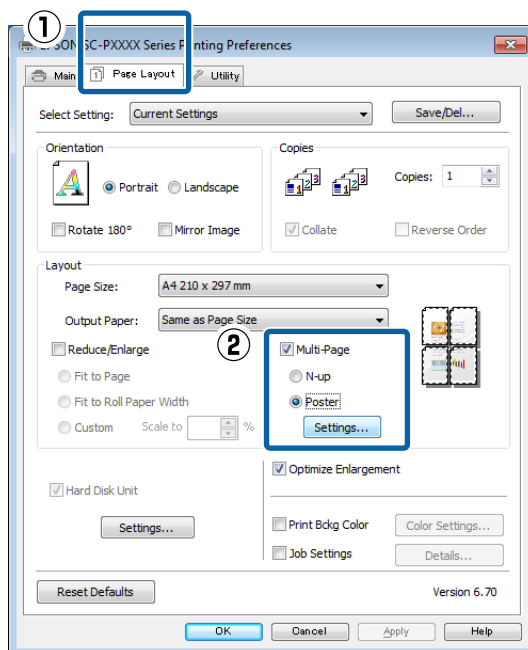 ①
EPSON SC-PXXXX Series Printing Preferences
Main Page Layout Utility
Select Setting: Current Settings Save/Del...
Orientation Copies
Portrait Landscape Copies: 1
Rotate 180° Mirror Image Collate Reverse Order
Layout
Page Size: A4 210 x 297 mm
Output Paper: Same as Page Size
②
Reduce/Enlarge Multi-Page
Fit to Page N-up
Fit to Roll Paper Width Poster
Custom Scale to % Settings...
Optimize Enlargement
Hard Disk Unit
Settings... Print Bckg Color Color Settings...
Job Settings Details...
Reset Defaults Version 6.70
OK Cancel Apply Help